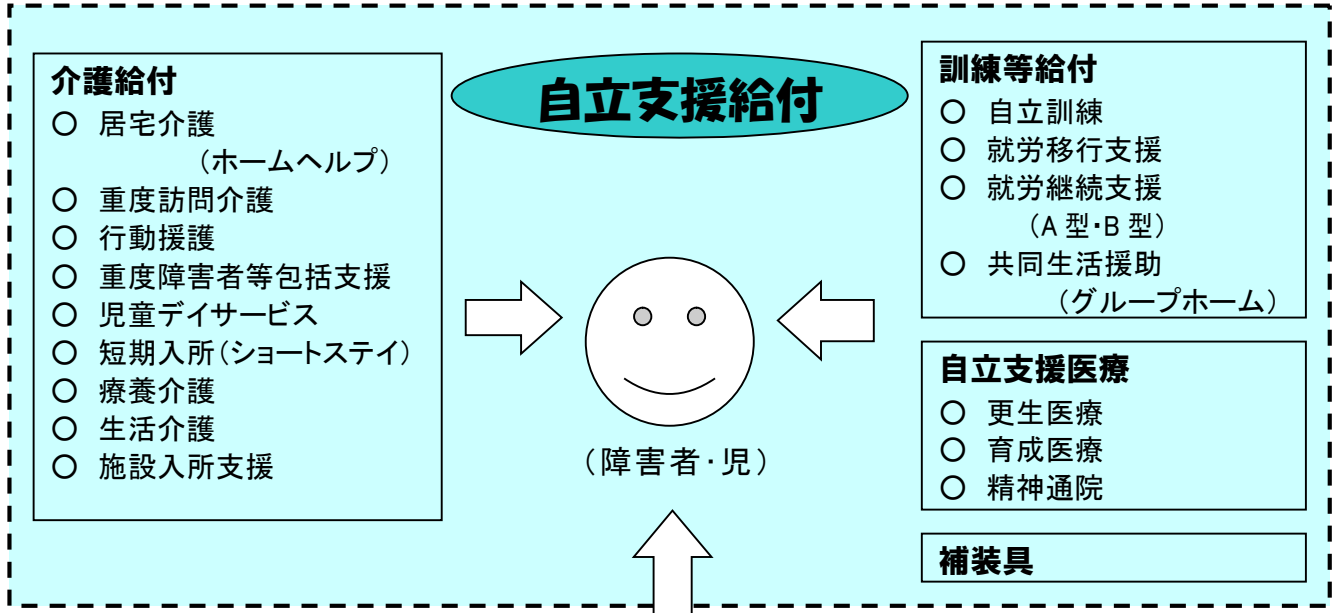 自立支援給付
介護給付
○ 居宅介護
(ホームヘルプ)
○ 重度訪問介護
○ 行動援護
○ 重度障害者等包括支援
○ 児童デイサービス
○ 短期入所(ショートステイ)
○ 療養介護
○ 生活介護
○ 施設入所支援
(障害者・児)
訓練等給付
○ 自立訓練
○ 就労移行支援
○ 就労継続支援
(A型・B型)
○ 共同生活援助
(グループホーム)
自立支援医療
○ 更生医療
○ 育成医療
○ 精神通院
補装具